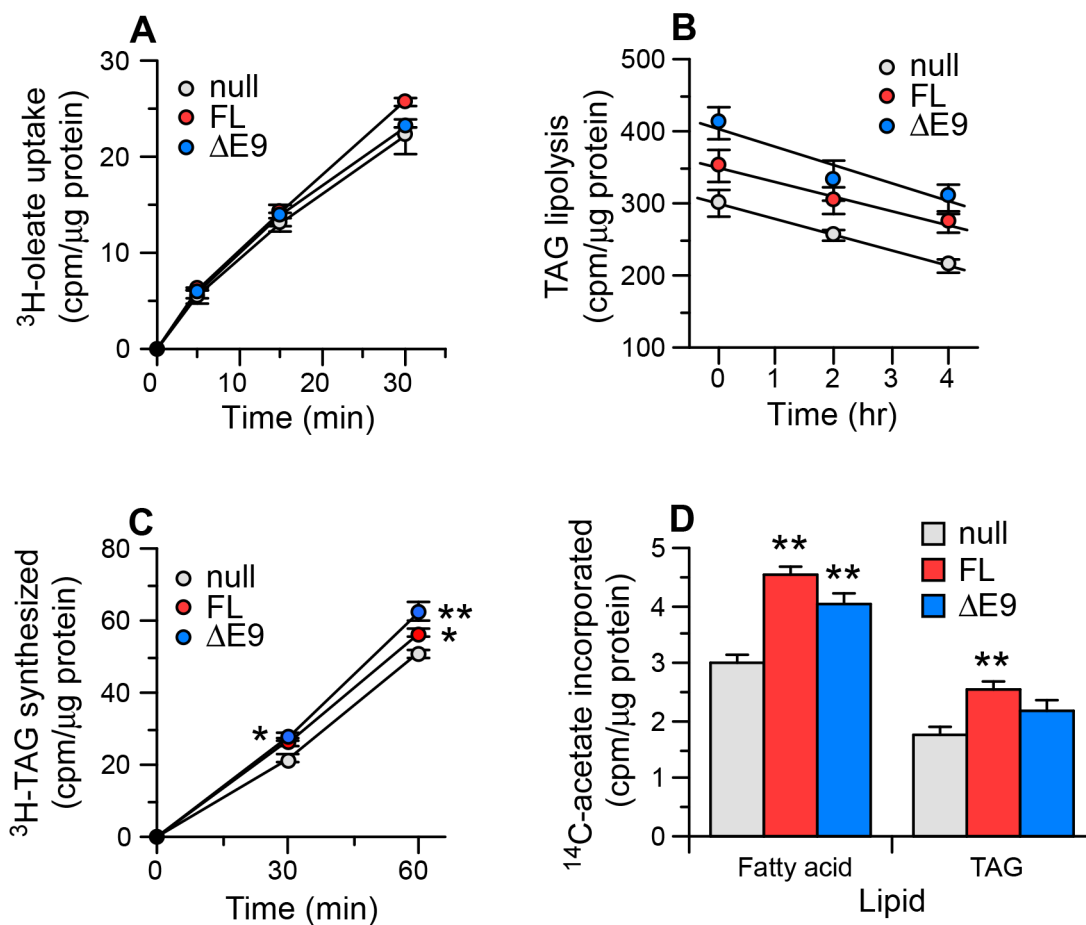 A
³H-oleate uptake
(cpm/μg protein)
30
20
10
0
null
FL
ΔE9
0
10
20
30
Time (min)
B
TAG lipolysis
(cpm/μg protein)
500
400
300
200
100
null
FL
ΔE9
0
1
2
3
4
Time (hr)
C
³H-TAG synthesized
(cpm/μg protein)
80
60
40
20
0
null
FL
ΔE9
*
**
*
0
30
60
Time (min)
D
¹⁴C-acetate incorporated
(cpm/μg protein)
5
4
3
2
1
0
null
FL
ΔE9
**
**
**
Fatty acid
TAG
Lipid